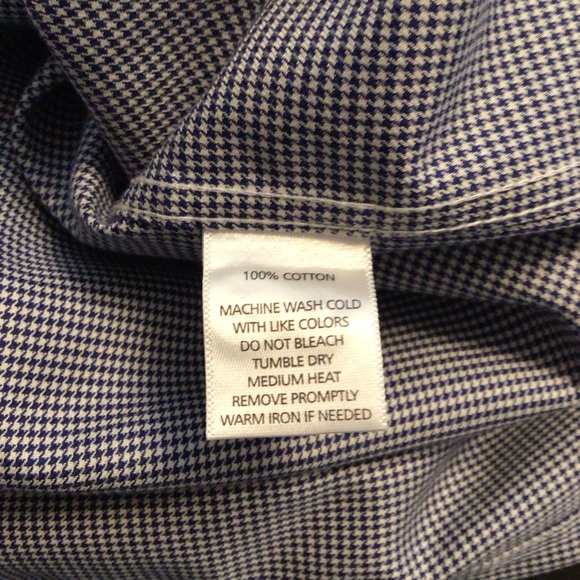 100% COTTON
MACHINE WASH COLD
WITH LIKE COLORS
DO NOT BLEACH
TUMBLE DRY
MEDIUM HEAT
REMOVE PROMPTLY
WARM IRON IF NEEDED